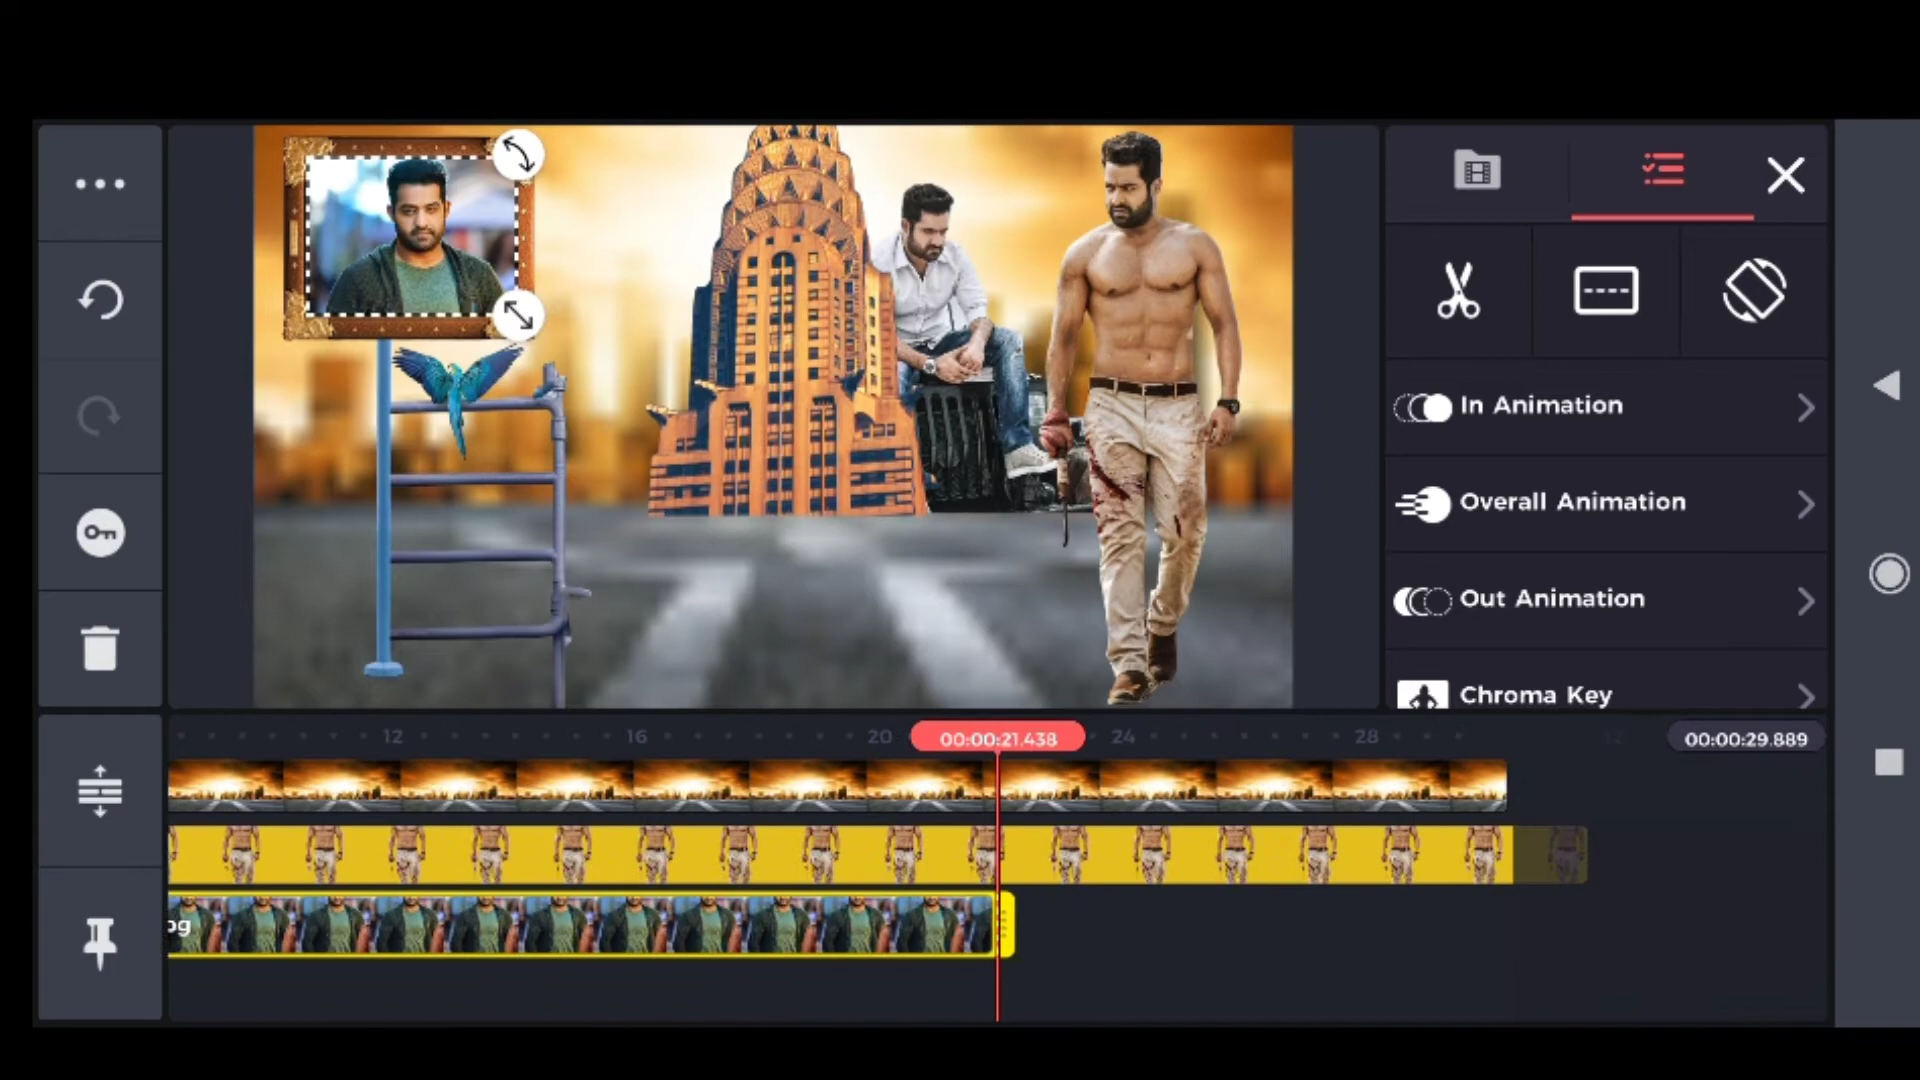 In Animation
Overall Animation
Out Animation
Chroma Key
12
16
20
00:00:21.438
24
28
00:00:29.889
og